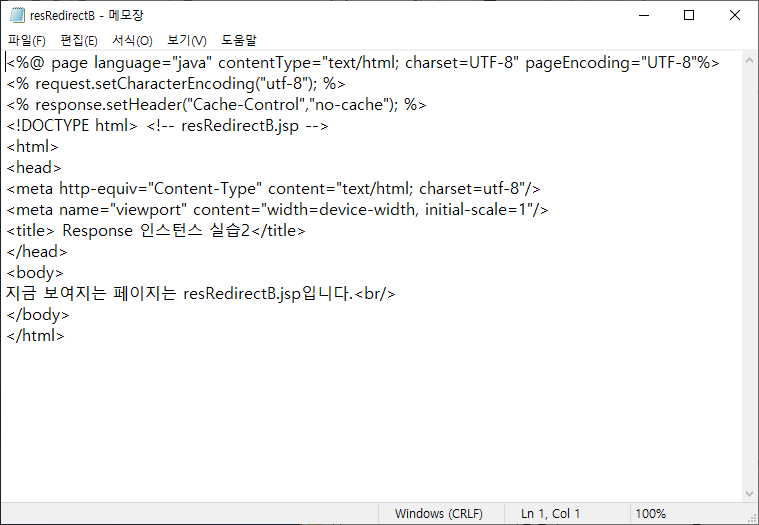 resRedirectB - 메모장
파일(F) 편집(E) 서식(O) 보기(V) 도움말
<%@ page language="java" contentType="text/html; charset=UTF-8" pageEncoding="UTF-8"%>
<% request.setCharacterEncoding("utf-8"); %>
<% response.setHeader("Cache-Control","no-cache"); %>
<!DOCTYPE html> <!-- resRedirectB.jsp -->
<html>
<head>
<meta http-equiv="Content-Type" content="text/html; charset=utf-8"/>
<meta name="viewport" content="width=device-width, initial-scale=1"/>
<title> Response 인스턴스 실습2</title>
</head>
<body>
지금 보여지는 페이지는 resRedirectB.jsp입니다.<br/>
</body>
</html>
Windows (CRLF) Ln 1, Col 1 100%